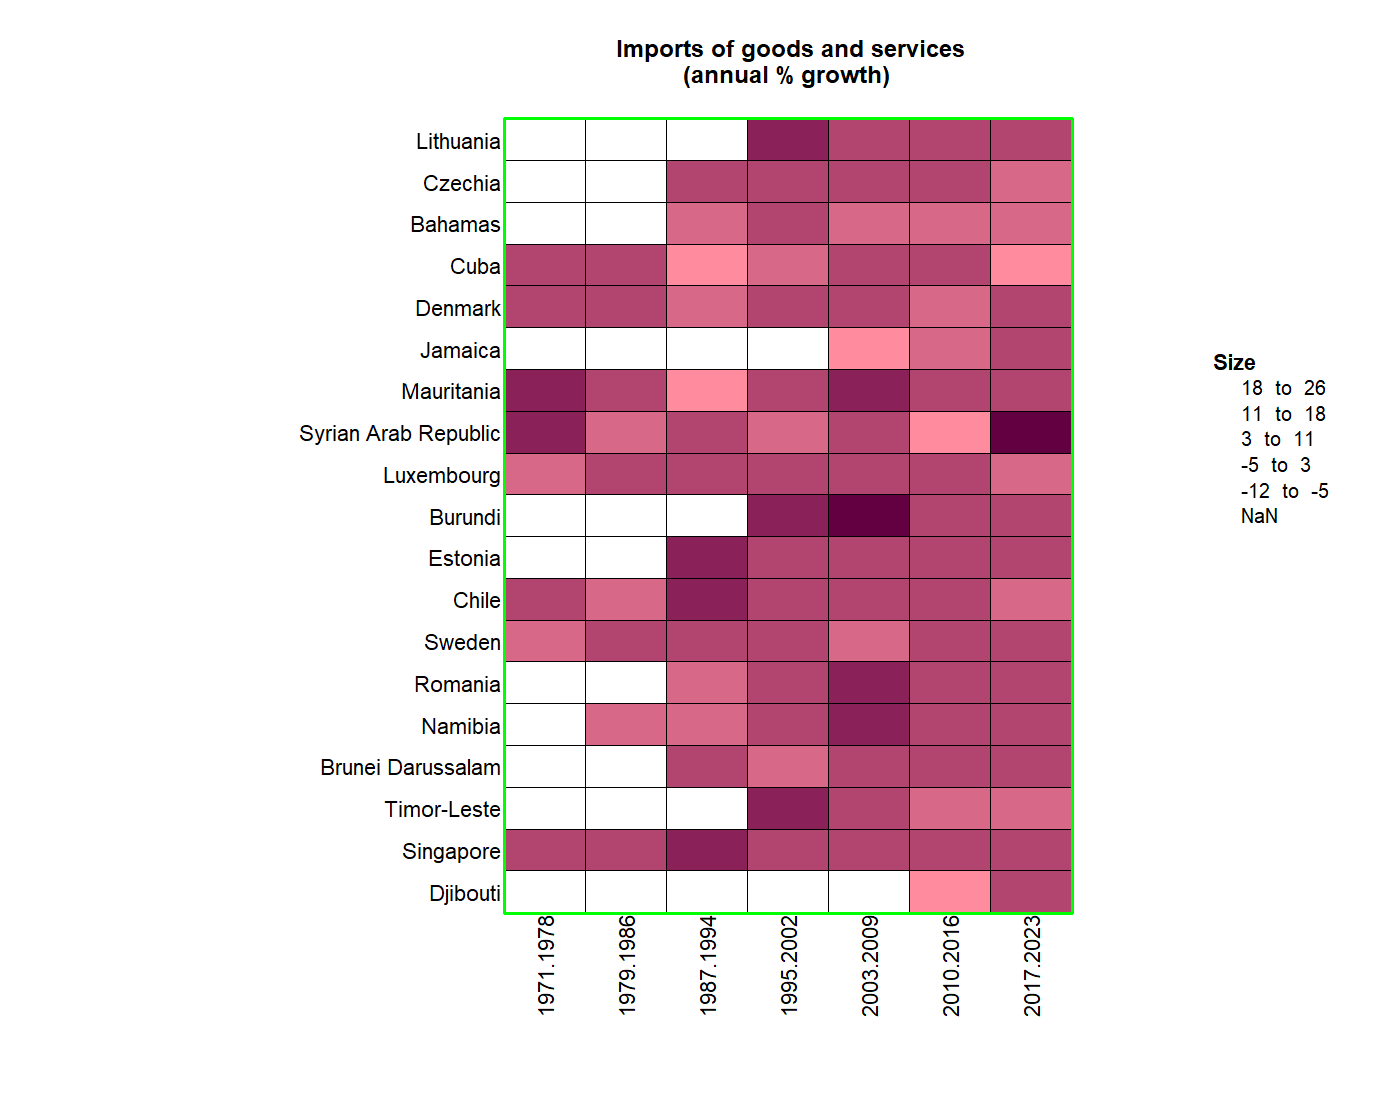 Imports of goods and services
(annual % growth)
Lithuania
Czechia
Bahamas
Cuba
Denmark
Jamaica
Mauritania
Syrian Arab Republic
Luxembourg
Burundi
Estonia
Chile
Sweden
Romania
Namibia
Brunei Darussalam
Timor-Leste
Singapore
Djibouti
1971.1978
1979.1986
1987.1994
1995.2002
2003.2009
2010.2016
2017.2023
Size
18 to 26
11 to 18
3 to 11
-5 to 3
-12 to -5
NaN